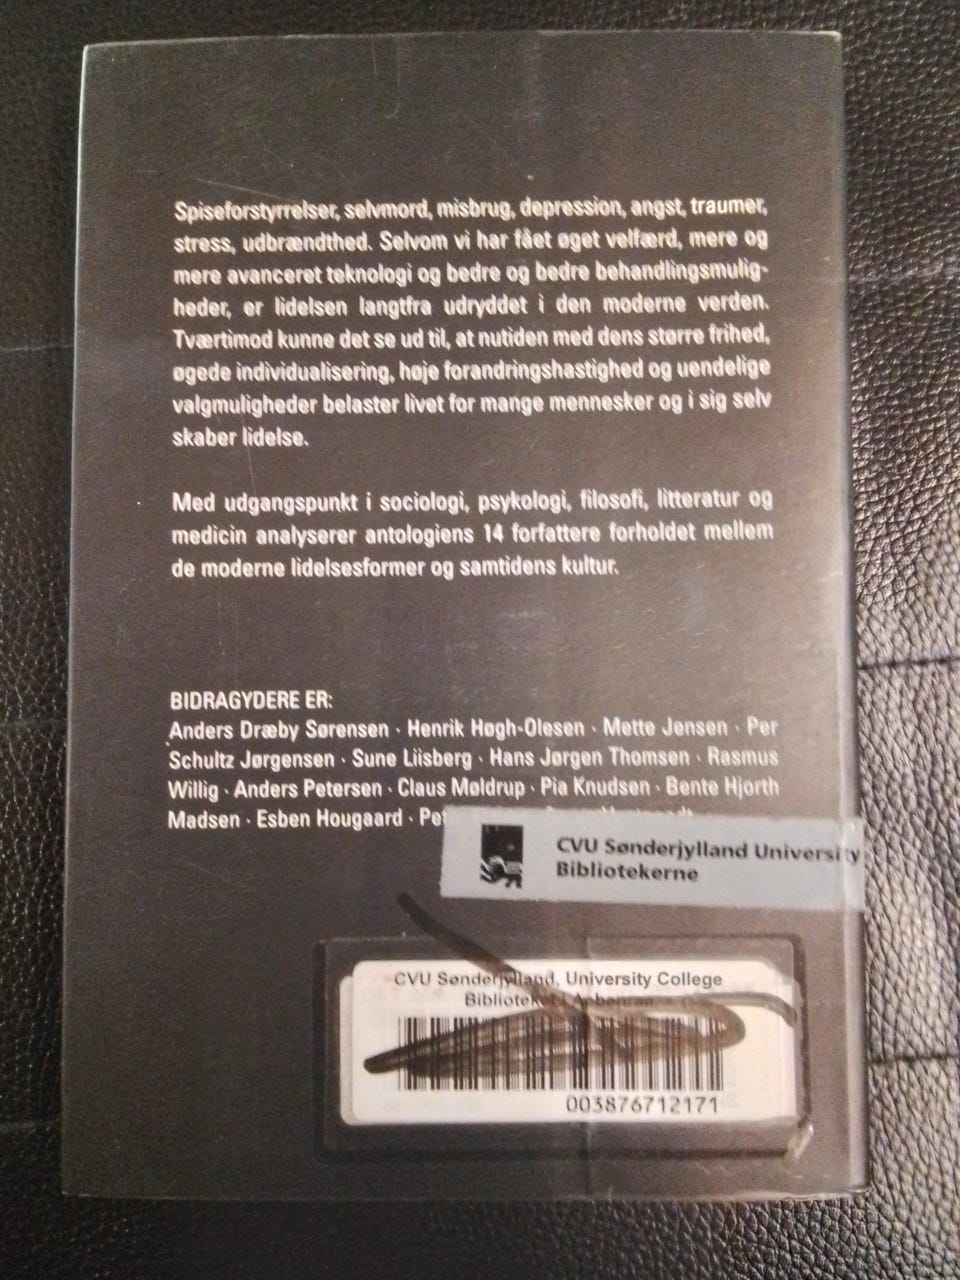 Spiseforstyrrelser, selvmord, misbrug, depression, angst, traumer,
stress, udbrændthed. Selvom vi har fået øget velfærd, mere og
mere avanceret teknologi og bedre og bedre behandlingsmulig-
heder, er lidelsen langtfra udryddet i den moderne verden.
Tværtimod kunne det se ud til, at nutiden med dens større frihed,
øgede individualisering, høje forandringshastighed og uendelige
valgmuligheder belaster livet for mange mennesker og i sig selv
skaber lidelse.
Med udgangspunkt i sociologi, psykologi, filosofi, litteratur og
medicin analyserer antologiens 14 forfattere forholdet mellem
de moderne lidelsesformer og samtidens kultur.
BIDRAGYDERE ER:
Anders Dræby Sørensen · Henrik Høgh-Olesen · Mette Jensen · Per
Schultz Jørgensen · Sune Liisberg · Hans Jørgen Thomsen · Rasmus
Willig · Anders Petersen · Claus Møldrup · Pia Knudsen · Bente Hjorth
Madsen · Esben Hougaard ·
CVU Sønderjylland University
Bibliotekerne
CVU Sønderjylland, University College
Biblioteket i Aabenraa
003876712171